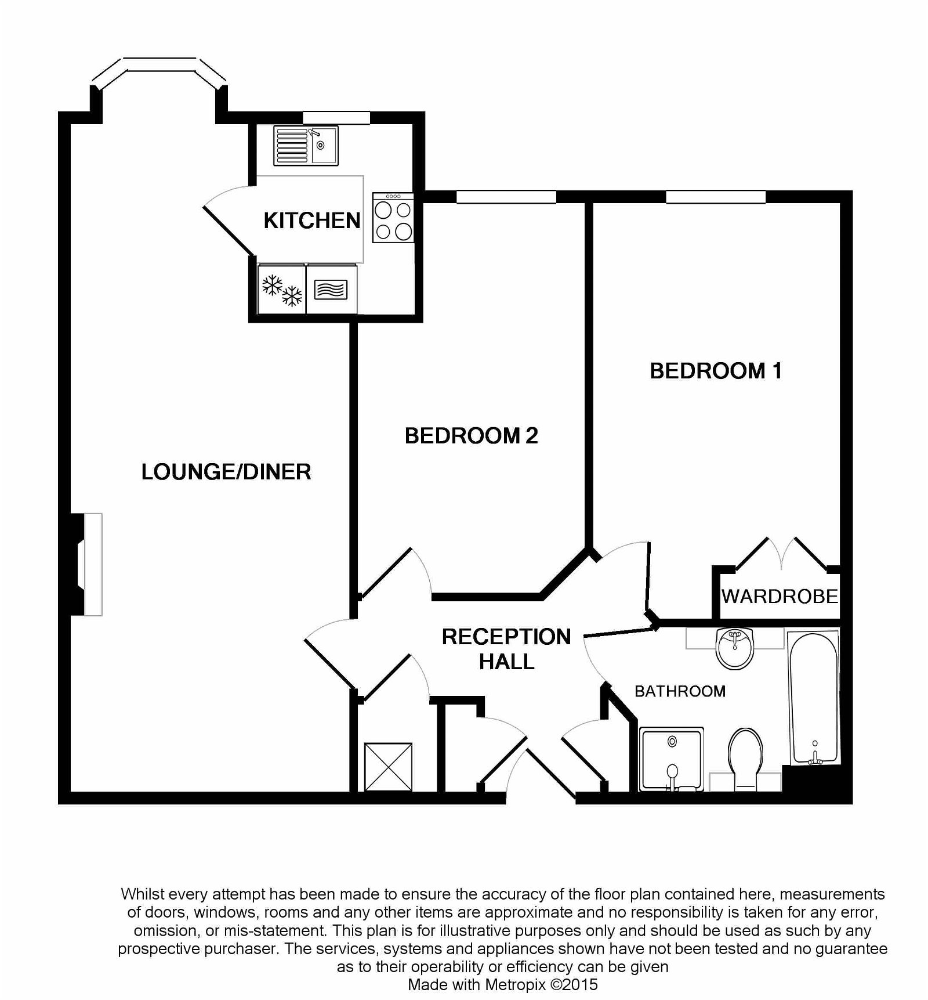 KITCHEN
BEDROOM 1
BEDROOM 2
LOUNGE/DINER
WARDROBE
RECEPTION
HALL
BATHROOM
Whilst every attempt has been made to ensure the accuracy of the floor plan contained here, measurements
of doors, windows, rooms and any other items are approximate and no responsibility is taken for any error,
omission, or mis-statement. This plan is for illustrative purposes only and should be used as such by any
prospective purchaser. The services, systems and appliances shown have not been tested and no guarantee
as to their operability or efficiency can be given
Made with Metropix ©2015